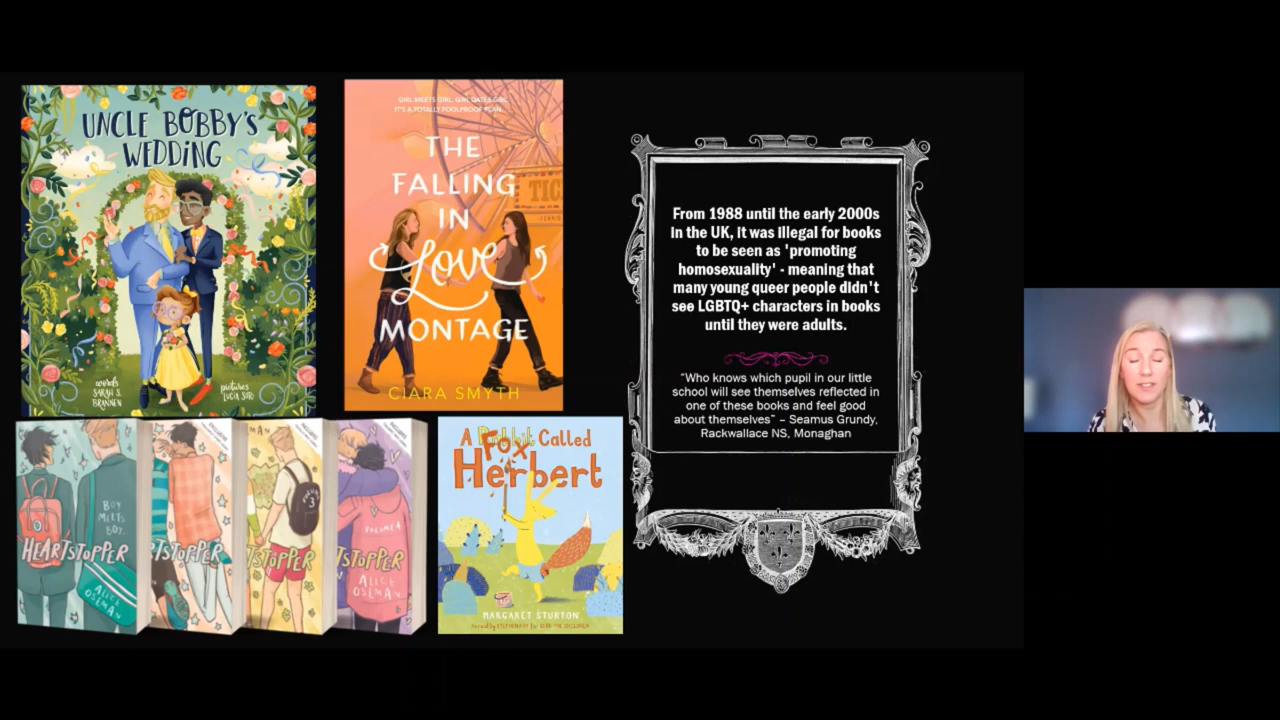 UNCLE BOBBY'S
WEDDING
words
SARAH S.
BRANNEN
pictures
LUCIA SOTO
GIRL MEETS GIRL. GIRL DATES GIRL.
IT'S A TOTALLY FOOLPROOF PLAN...
THE
FALLING
IN
Love
MONTAGE
CIARA SMYTH
TIC
BOY
MEETS
BOY.
HEARTSTOPPER
ALICE
OSEMAN
RTSTOPPER
MAN
3
TSTOPPER
VOLUME 4
TSTOPPER
ALICE
OSEMAN
A Rabbit Called
Fox
Herbert
MARGARET STURTON
From 1988 until the early 2000s
in the UK, it was illegal for books
to be seen as 'promoting
homosexuality' - meaning that
many young queer people didn't
see LGBTQ+ characters in books
until they were adults.
“Who knows which pupil in our little
school will see themselves reflected in
one of these books and feel good
about themselves” – Seamus Grundy,
Rackwallace NS, Monaghan